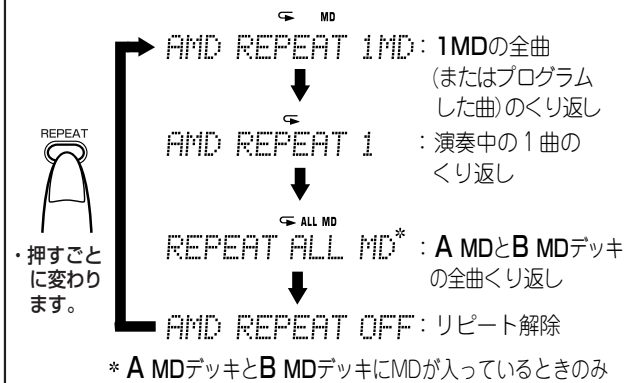 MD
AMD REPEAT 1MD : 1MDの全曲
(またはプログラム
した曲)のくり返し
REPEAT
AMD REPEAT 1 : 演奏中の1曲の
くり返し
ALL MD
・押すごと
に変わり
ます。
REPEAT ALL MD* : A MDとB MDデッキ
の全曲くり返し
AMD REPEAT OFF : リピート解除
* A MDデッキとB MDデッキにMDが入っているときのみ